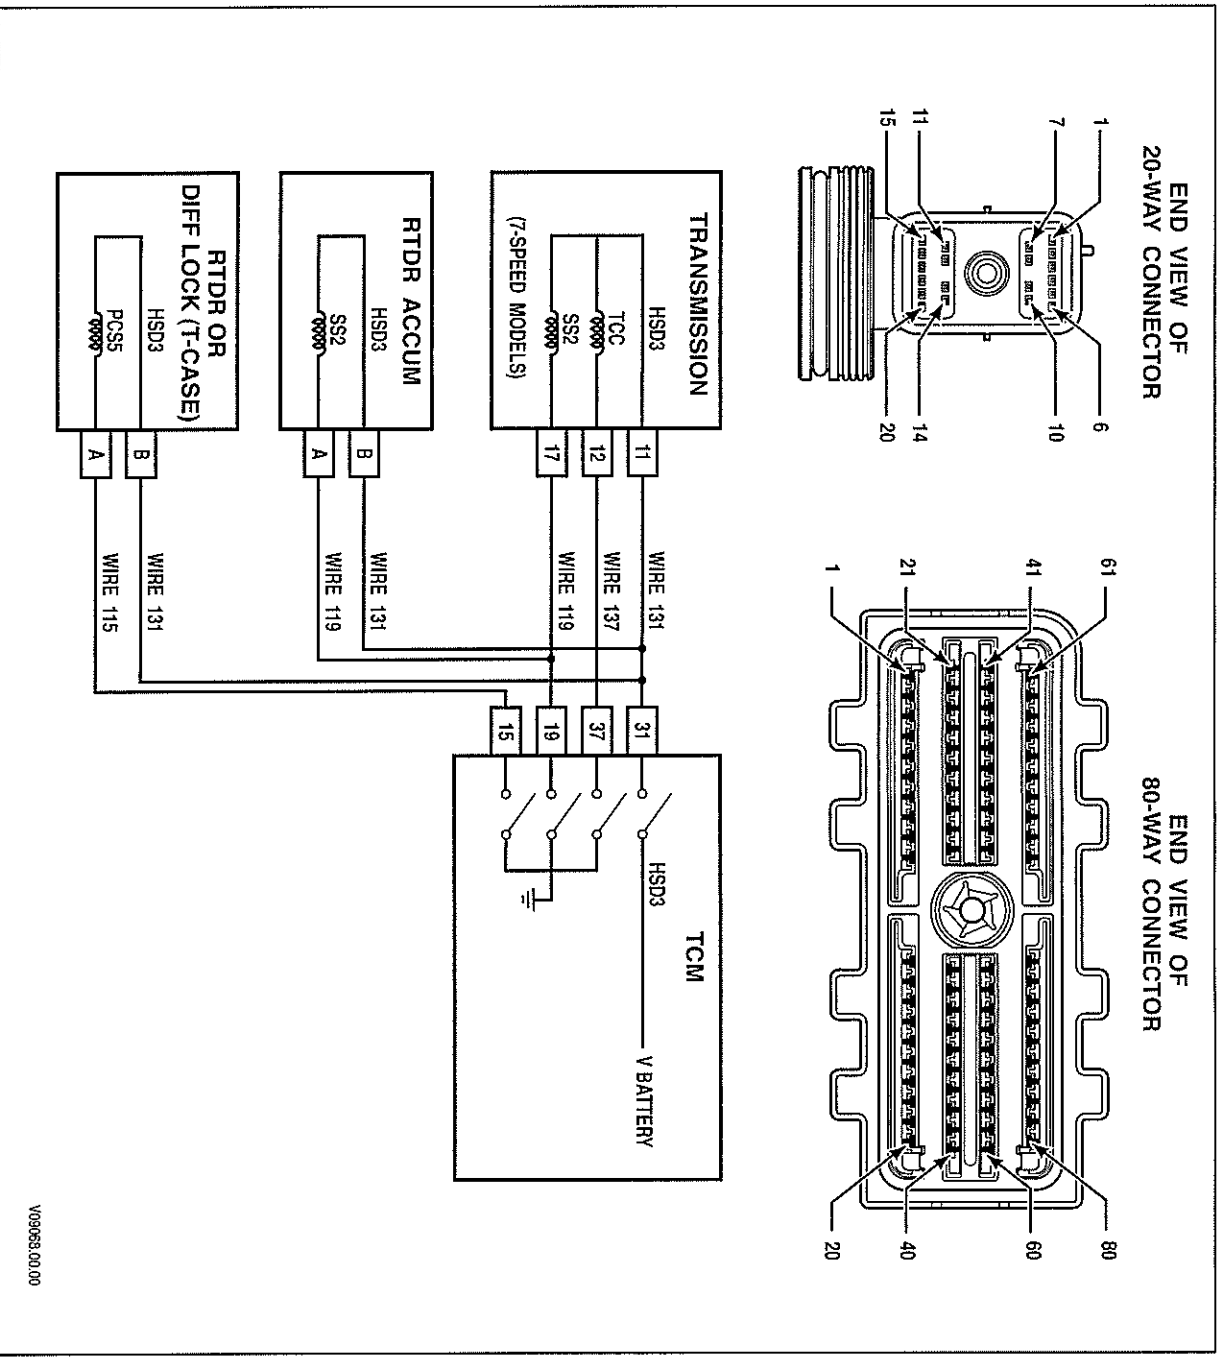 END VIEW OF
20-WAY CONNECTOR
1
7
11
15
6
10
14
20
END VIEW OF
80-WAY CONNECTOR
61
41
21
1
80
60
40
20
TRANSMISSION
HSD3
TCC
SS2
(7-SPEED MODELS)
11
12
17
WIRE 131
WIRE 137
WIRE 119
RTDR ACCUM
HSD3
SS2
B
A
WIRE 131
WIRE 119
RTDR OR
DIFF LOCK (T-CASE)
HSD3
PCS5
B
A
WIRE 131
WIRE 115
31
37
19
15
TCM
HSD3
V BATTERY
V09068.00.00